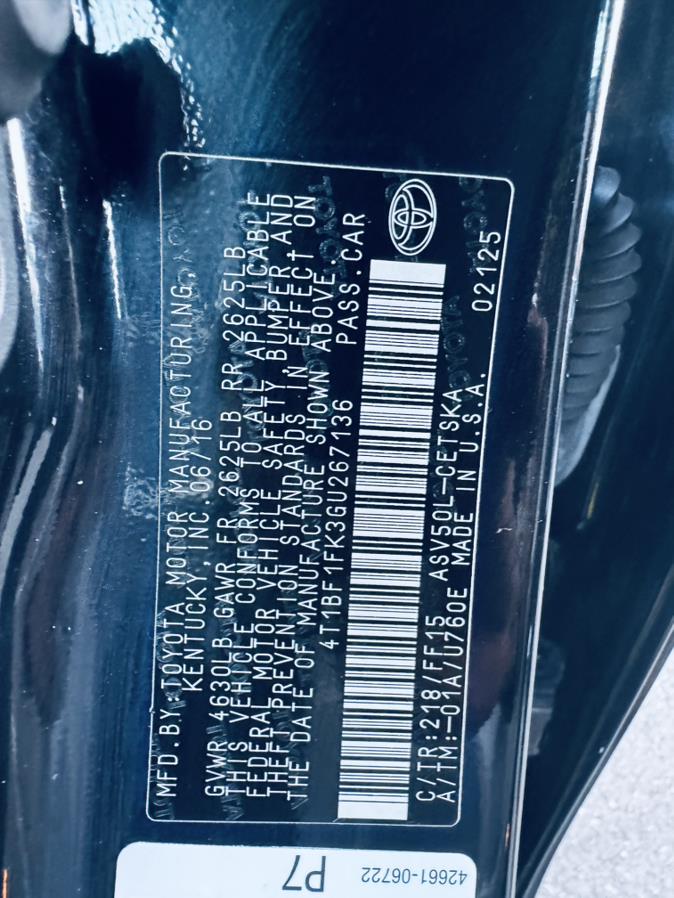 MFD.BY:TOYOTA MOTOR MANUFACTURING,
KENTUCKY,INC. 06/16
GVWR 4630LB GAWR FR 2625LB RR 2625LB
THIS VEHICLE CONFORMS TO ALL APPLICABLE
FEDERAL MOTOR VEHICLE SAFETY, BUMPER AND
THEFT PREVENTION STANDARDS IN EFFECT ON
THE DATE OF MANUFACTURE SHOWN ABOVE.
4T1BF1FK3GU267136 PASS.CAR
C/TR:218/FF15 ASV50L-CETSKA
A/TM:-01A/U760E MADE IN U.S.A. 02125
P7
42661-06722